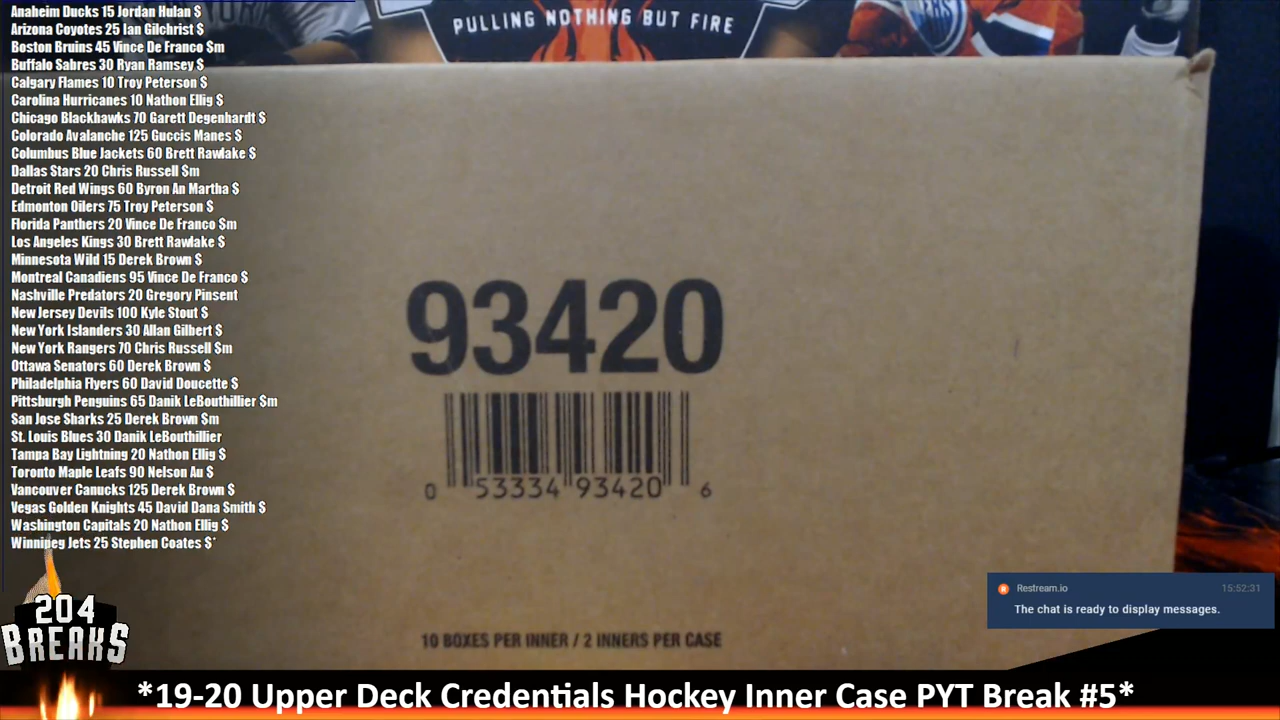 Anaheim Ducks 15 Jordan Hulan $
Arizona Coyotes 25 Ian Gilchrist $
Boston Bruins 45 Vince De Franco $m
Buffalo Sabres 30 Ryan Ramsey $
Calgary Flames 10 Troy Peterson $
Carolina Hurricanes 10 Nathon Ellig $
Chicago Blackhawks 70 Garett Degenhardt $
Colorado Avalanche 125 Guccis Manes $
Columbus Blue Jackets 60 Brett Rawlake $
Dallas Stars 20 Chris Russell $m
Detroit Red Wings 60 Byron An Martha $
Edmonton Oilers 75 Troy Peterson $
Florida Panthers 20 Vince De Franco $m
Los Angeles Kings 30 Brett Rawlake $
Minnesota Wild 15 Derek Brown $
Montreal Canadiens 95 Vince De Franco $
Nashville Predators 20 Gregory Pinsent
New Jersey Devils 100 Kyle Stout $
New York Islanders 30 Allan Gilbert $
New York Rangers 70 Chris Russell $m
Ottawa Senators 60 Derek Brown $
Philadelphia Flyers 60 David Doucette $
Pittsburgh Penguins 65 Danik LeBouthillier $m
San Jose Sharks 25 Derek Brown $m
St. Louis Blues 30 Danik LeBouthillier
Tampa Bay Lightning 20 Nathon Ellig $
Toronto Maple Leafs 90 Nelson Au $
Vancouver Canucks 125 Derek Brown $
Vegas Golden Knights 45 David Dana Smith $
Washington Capitals 20 Nathon Ellig $
Winnipeg Jets 25 Stephen Coates $*
PULLING NOTHING BUT FIRE
93420
0 53334 93420 6
10 BOXES PER INNER / 2 INNERS PER CASE
Restream.io 15:52:31
The chat is ready to display messages.
204
BREAKS
*19-20 Upper Deck Credentials Hockey Inner Case PYT Break #5*